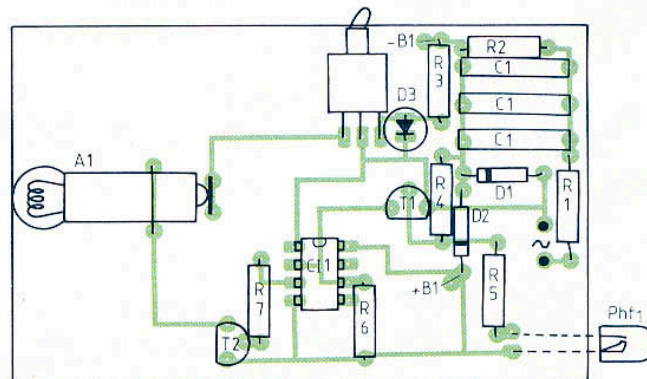 -B1
R2
R3
C1
D3
C1
C1
A1
D1
R4
R1
T1
D2
~
CI1
+B1
R5
R7
R6
Phf1
T2